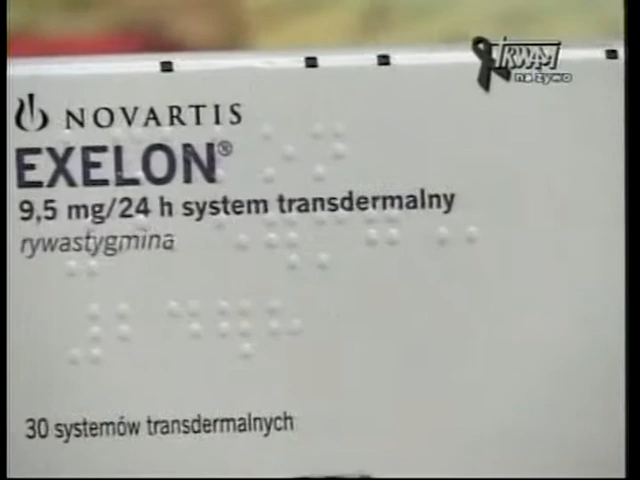 TRWAM
na żywo
NOVARTIS
EXELON®
9,5 mg/24 h system transdermalny
rywastygmina
30 systemów transdermalnych